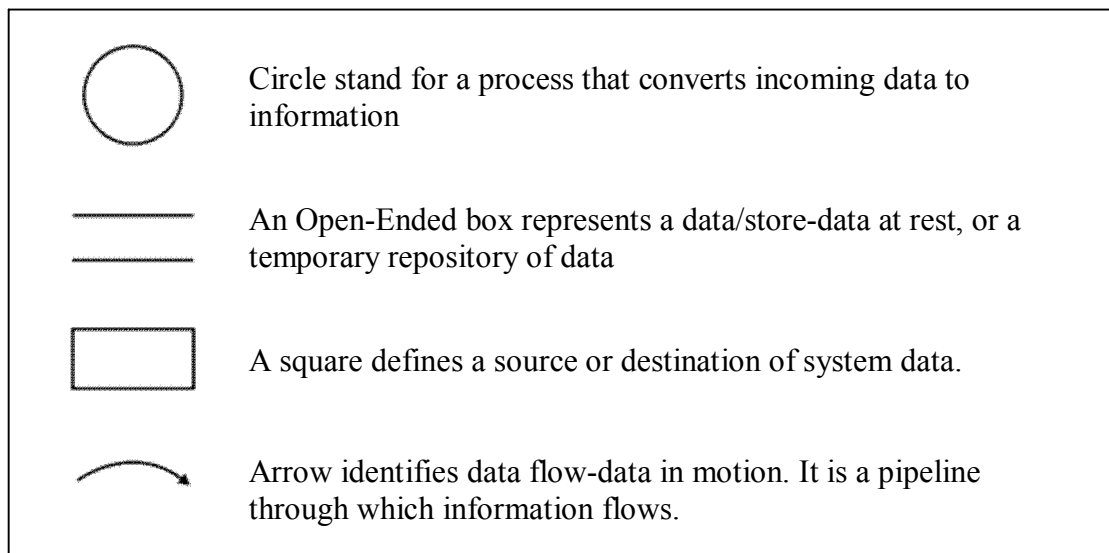 Circle stand for a process that converts incoming data to
information
An Open-Ended box represents a data/store-data at rest, or a
temporary repository of data
A square defines a source or destination of system data.
Arrow identifies data flow-data in motion. It is a pipeline
through which information flows.